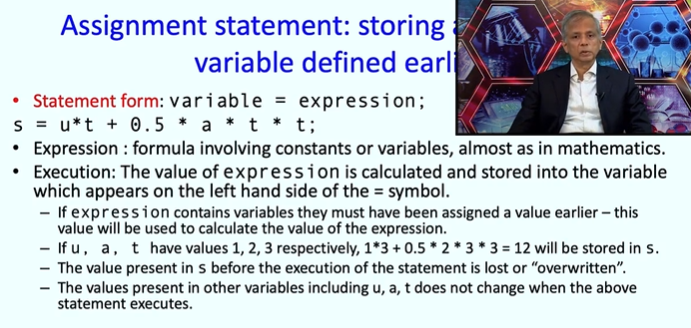 Assignment statement: storing
variable defined earli
• Statement form: variable = expression;
s = u*t + 0.5 * a * t * t;
• Expression : formula involving constants or variables, almost as in mathematics.
• Execution: The value of expression is calculated and stored into the variable
which appears on the left hand side of the = symbol.
– If expression contains variables they must have been assigned a value earlier – this
value will be used to calculate the value of the expression.
– If u, a, t have values 1, 2, 3 respectively, 1*3 + 0.5 * 2 * 3 * 3 = 12 will be stored in s.
– The value present in s before the execution of the statement is lost or “overwritten”.
– The values present in other variables including u, a, t does not change when the above
statement executes.